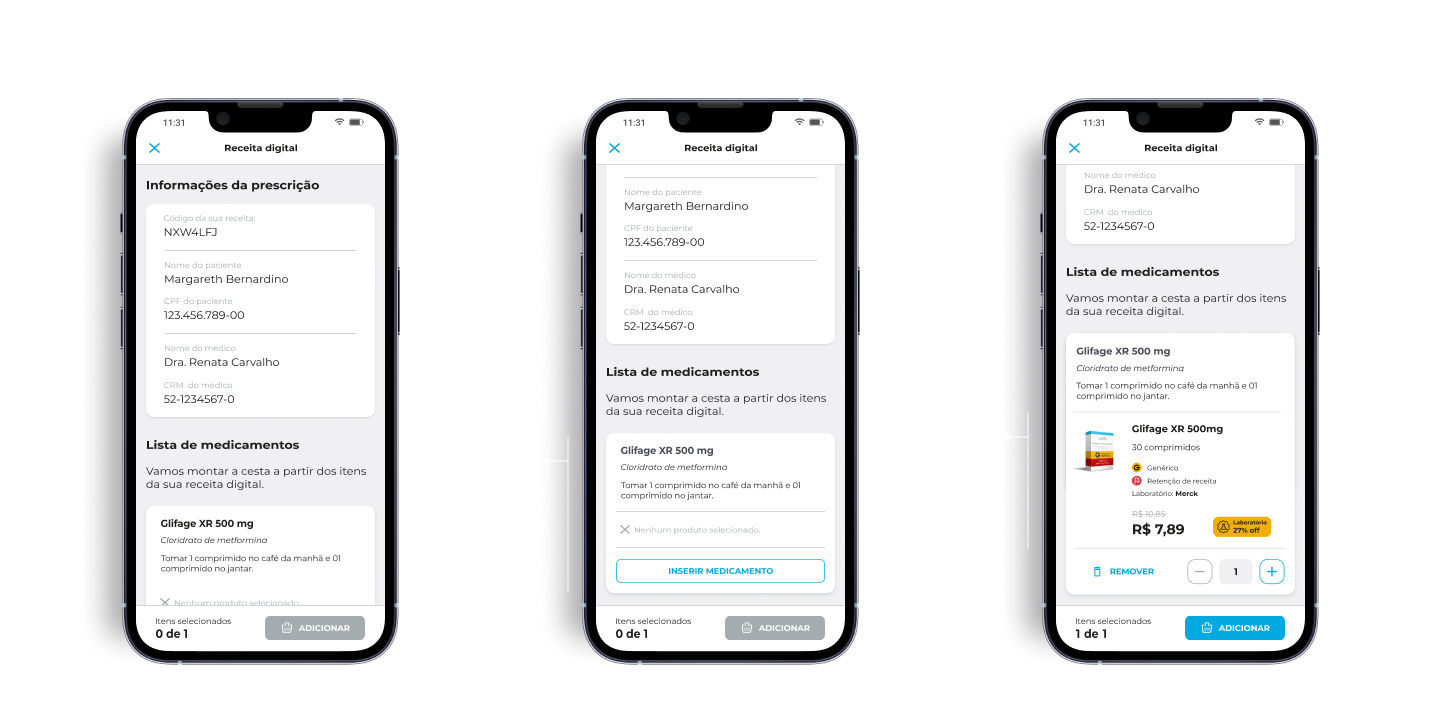 11:31
Receita digital
Informações da prescrição
Código da sua receita:
NXW4LFJ
Nome do paciente
Margareth Bernardino
CPF do paciente
123.456.789-00
Nome do médico
Dra. Renata Carvalho
CRM do médico
52-1234567-0
Lista de medicamentos
Vamos montar a cesta a partir dos itens
da sua receita digital.
Glifage XR 500 mg
Cloridrato de metformina
Tomar 1 comprimido no café da manhã e 01
comprimido no jantar.
Nenhum produto selecionado.
Itens selecionados
0 de 1
ADICIONAR
11:31
Receita digital
Nome do paciente
Margareth Bernardino
CPF do paciente
123.456.789-00
Nome do médico
Dra. Renata Carvalho
CRM do médico
52-1234567-0
Lista de medicamentos
Vamos montar a cesta a partir dos itens
da sua receita digital.
Glifage XR 500 mg
Cloridrato de metformina
Tomar 1 comprimido no café da manhã e 01
comprimido no jantar.
Nenhum produto selecionado.
INSERIR MEDICAMENTO
Itens selecionados
0 de 1
ADICIONAR
11:31
Receita digital
Nome do médico
Dra. Renata Carvalho
CRM do médico
52-1234567-0
Lista de medicamentos
Vamos montar a cesta a partir dos itens
da sua receita digital.
Glifage XR 500 mg
Cloridrato de metformina
Tomar 1 comprimido no café da manhã e 01
comprimido no jantar.
Glifage XR 500mg
30 comprimidos
G Genérico
Retenção de receita
Laboratório: Merck
R$ 10,85
R$ 7,89
Laboratório
27% off
REMOVER
1
Itens selecionados
1 de 1
ADICIONAR